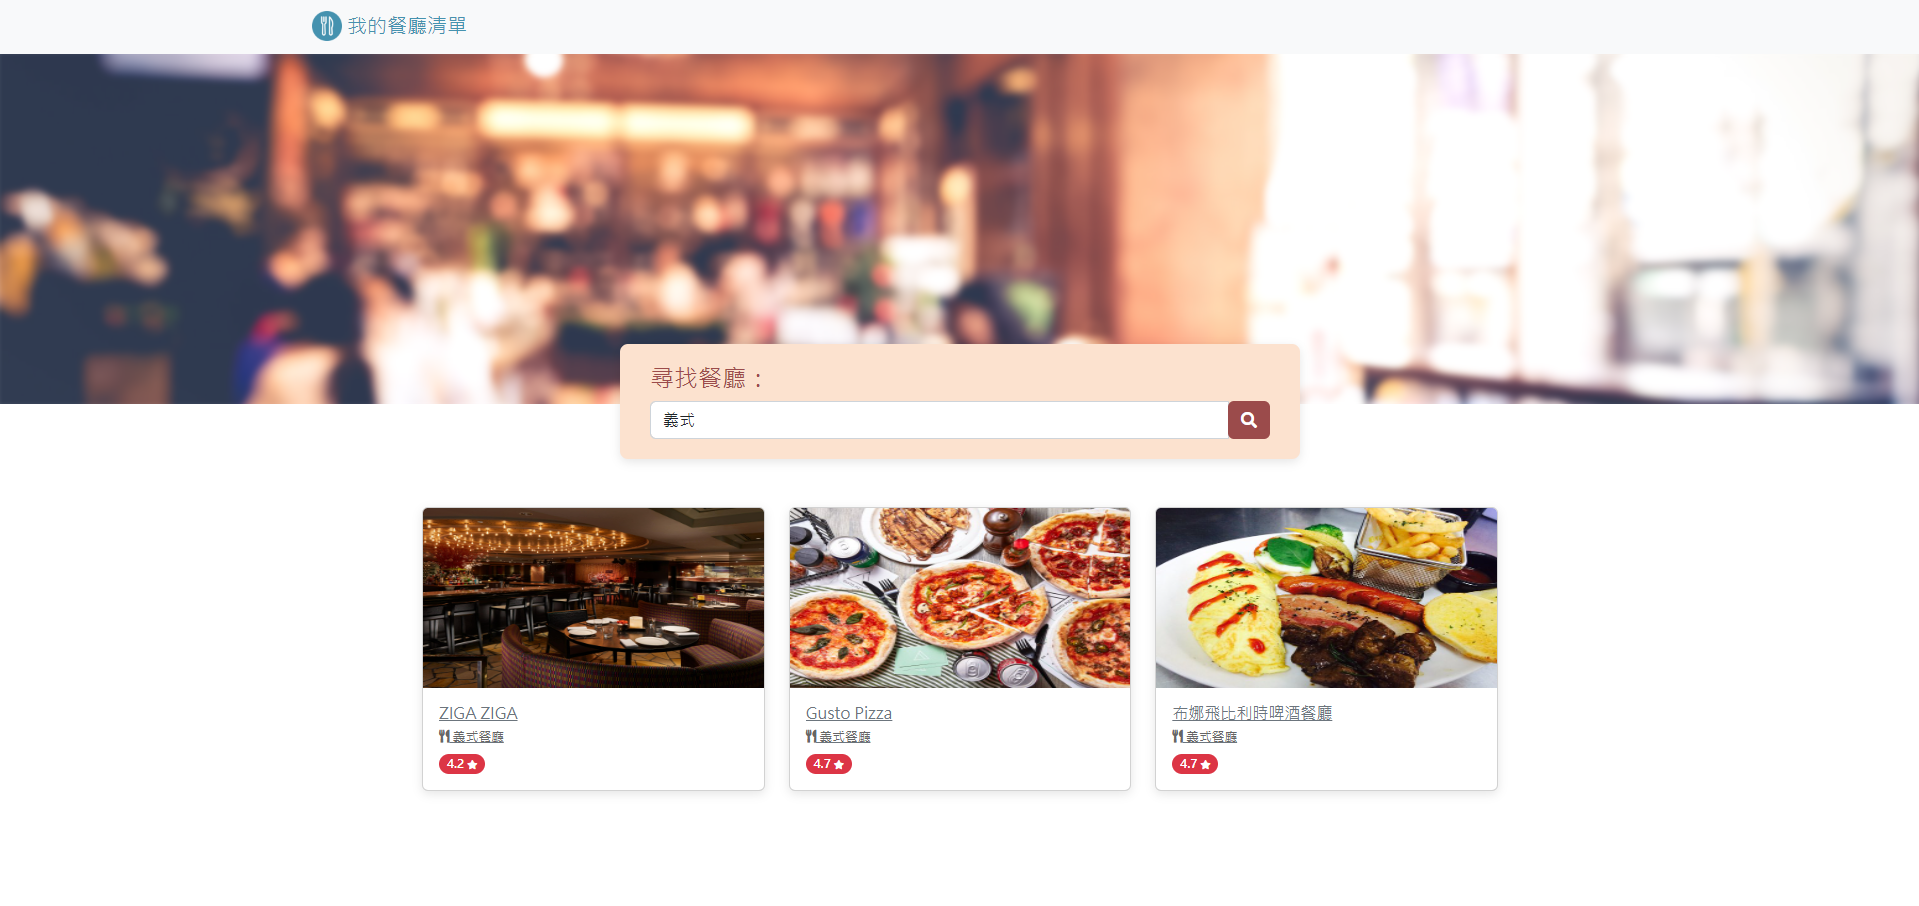 我的餐廳清單
尋找餐廳：
義式
ZIGA ZIGA
義式餐廳
4.2
Gusto Pizza
義式餐廳
4.7
布娜飛比利時啤酒餐廳
義式餐廳
4.7